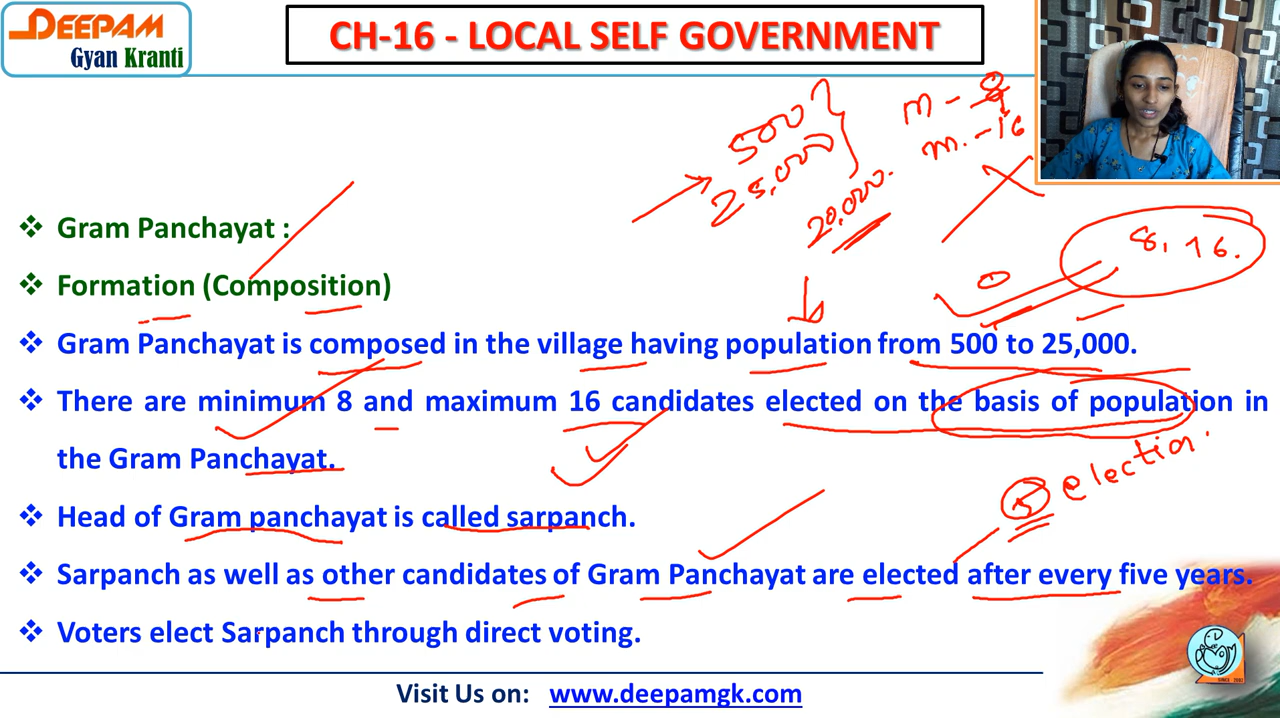 DEEPAM
Gyan Kranti
CH-16 - LOCAL SELF GOVERNMENT
500
25,000
20,000.
m - 8
m. - 16
8, 16.
❖ Gram Panchayat :
❖ Formation (Composition)
❖ Gram Panchayat is composed in the village having population from 500 to 25,000.
❖ There are minimum 8 and maximum 16 candidates elected on the basis of population in
the Gram Panchayat.
5 election.
❖ Head of Gram panchayat is called sarpanch.
❖ Sarpanch as well as other candidates of Gram Panchayat are elected after every five years.
❖ Voters elect Sarpanch through direct voting.
Visit Us on: www.deepamgk.com